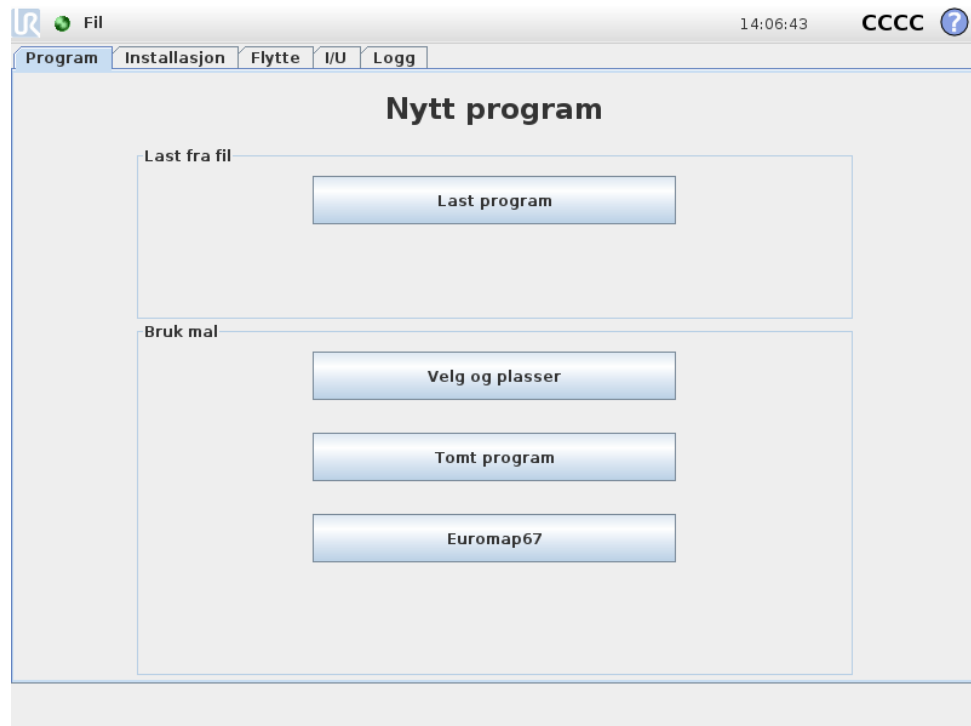 UR Fil 14:06:43 CCCC ?
Program Installasjon Flytte I/U Logg
Nytt program
Last fra fil
Last program
Bruk mal
Velg og plasser
Tomt program
Euromap67